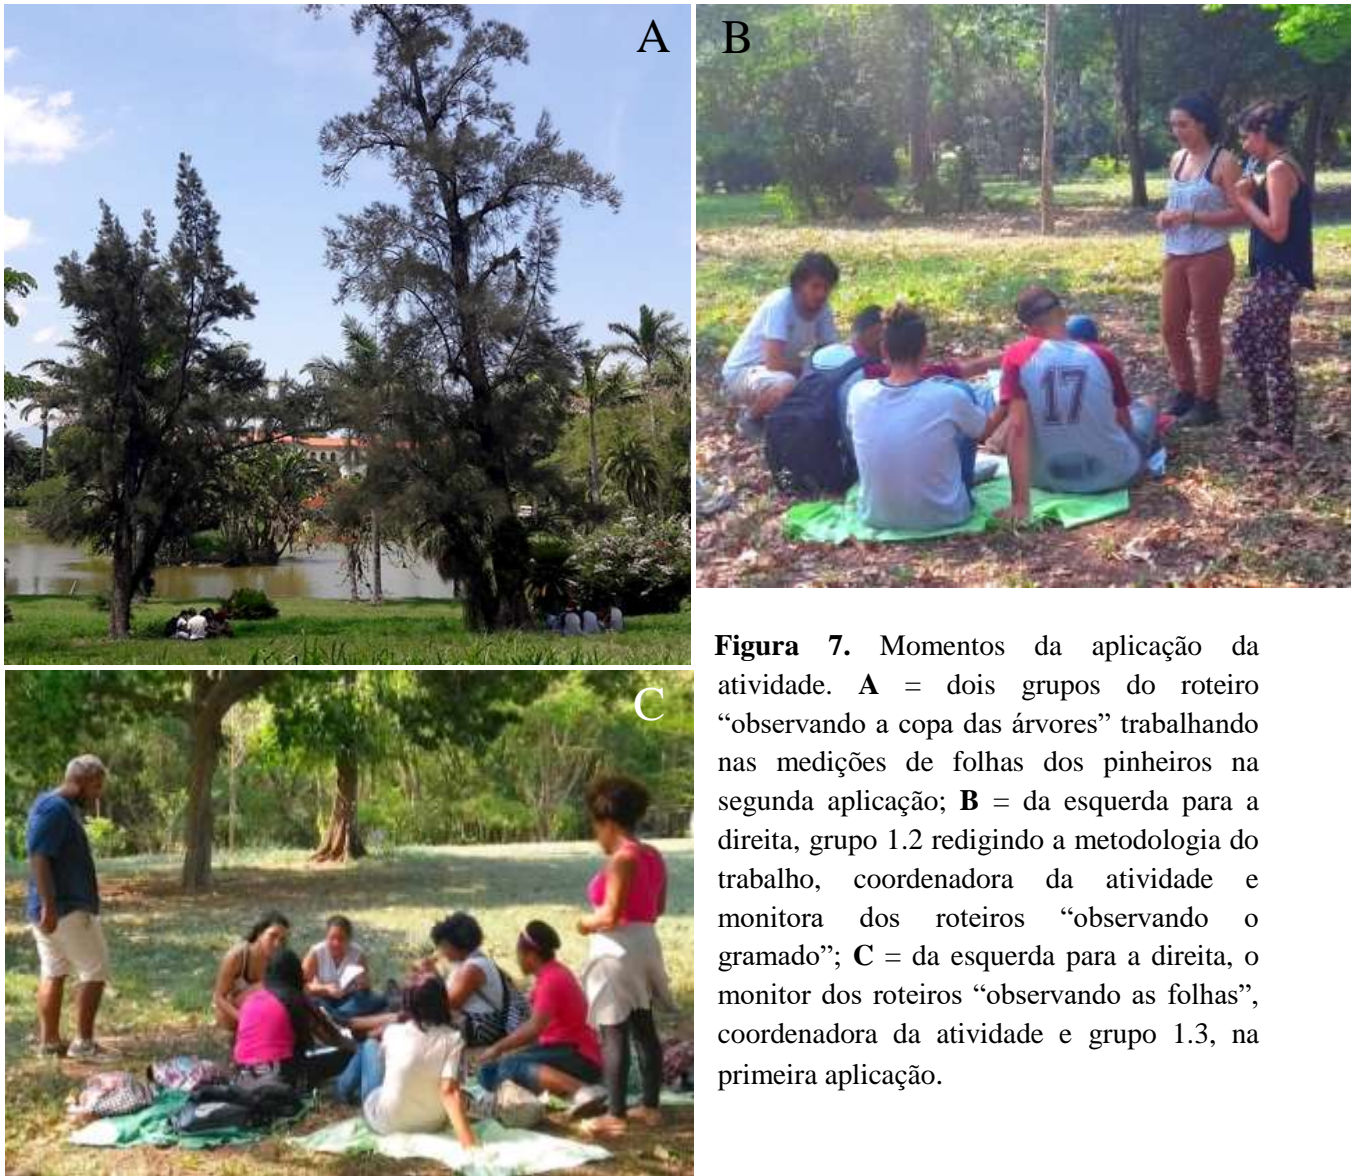 A
B
17
C
Figura 7. Momentos da aplicação da
atividade. A = dois grupos do roteiro
“observando a copa das árvores” trabalhando
nas medições de folhas dos pinheiros na
segunda aplicação; B = da esquerda para a
direita, grupo 1.2 redigindo a metodologia do
trabalho, coordenadora da atividade e
monitora dos roteiros “observando o
gramado”; C = da esquerda para a direita, o
monitor dos roteiros “observando as folhas”,
coordenadora da atividade e grupo 1.3, na
primeira aplicação.